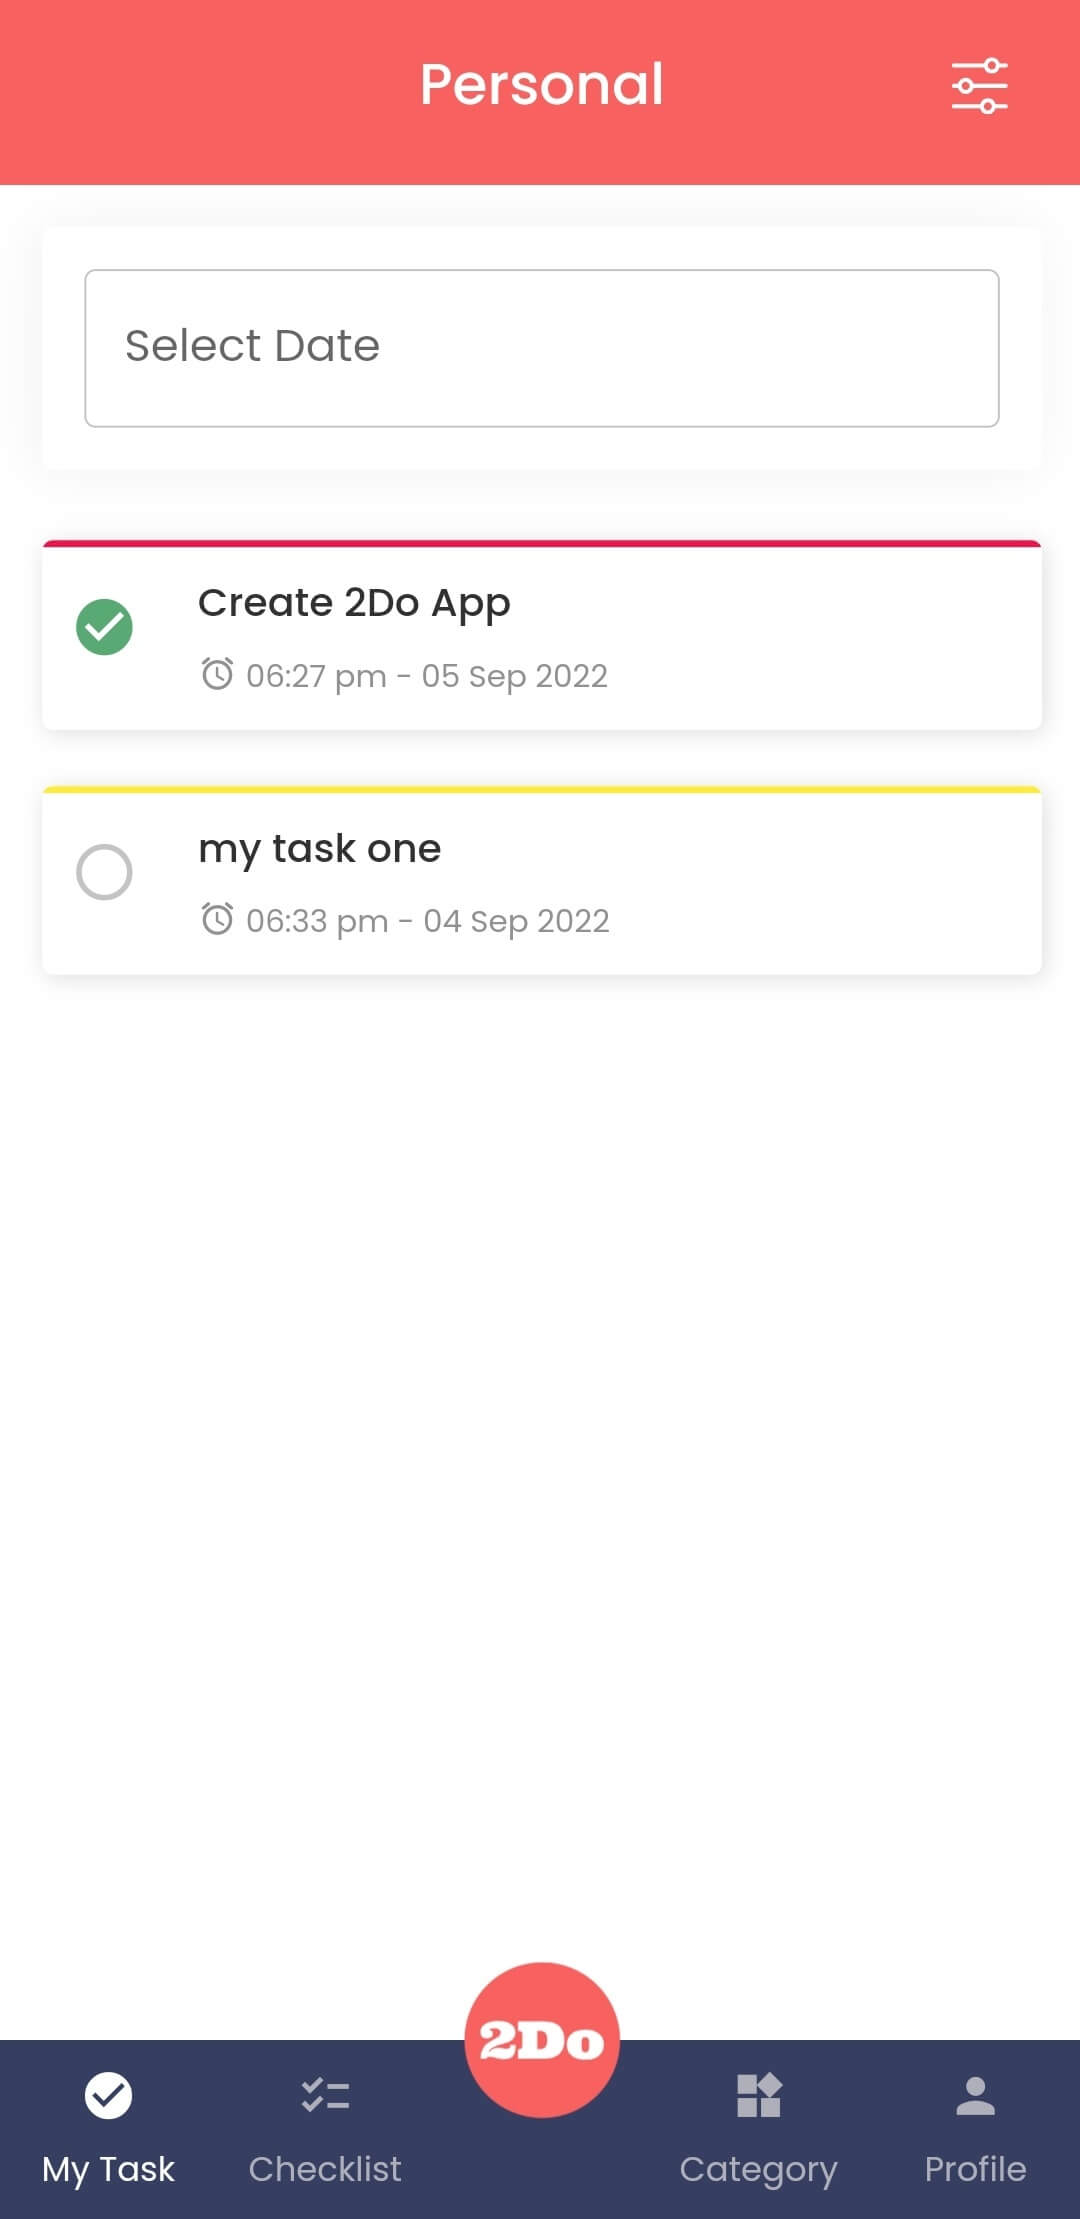 Personal
Select Date
Create 2Do App
06:27 pm - 05 Sep 2022
my task one
06:33 pm - 04 Sep 2022
2Do
My Task
Checklist
Category
Profile